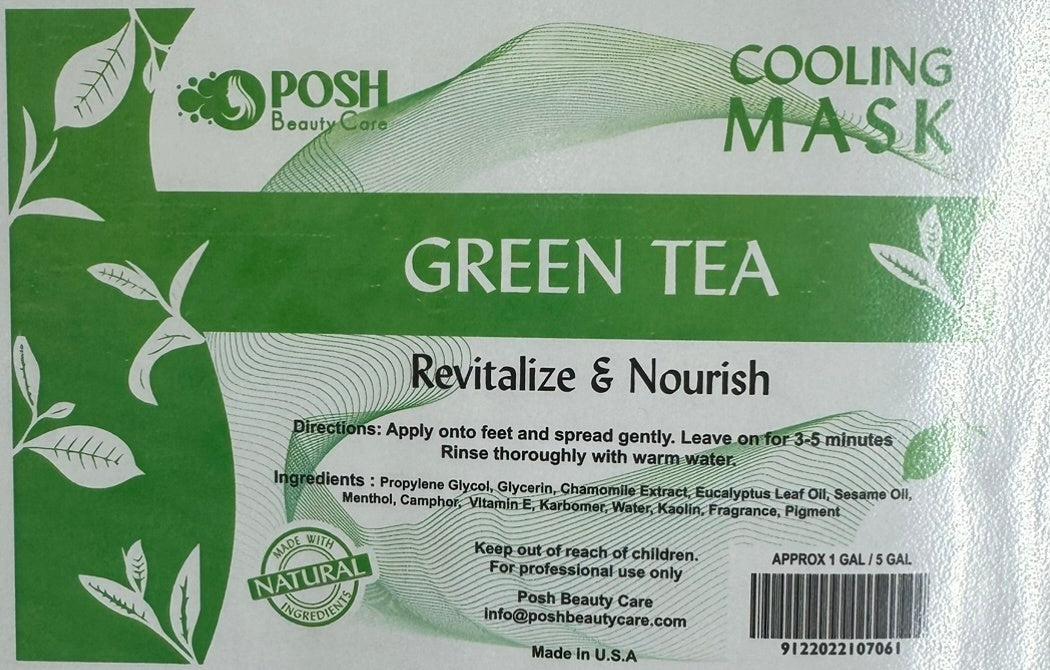 POSH
Beauty Care
COOLING
MASK
GREEN TEA
Revitalize & Nourish
Directions: Apply onto feet and spread gently. Leave on for 3-5 minutes
Rinse thoroughly with warm water.
Ingredients : Propylene Glycol, Glycerin, Chamomile Extract, Eucalyptus Leaf Oil, Sesame Oil,
Menthol, Camphor, Vitamin E, Karbomer, Water, Kaolin, Fragrance, Pigment
MADE WITH
NATURAL
INGREDIENTS
Keep out of reach of children.
For professional use only
Posh Beauty Care
info@poshbeautycare.com
Made in U.S.A
APPROX 1 GAL / 5 GAL
9122022107061